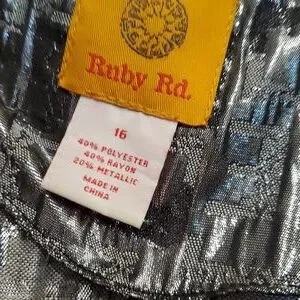 Ruby Rd.
16
40% POLYESTER
40% RAYON
20% METALLIC
MADE IN
CHINA